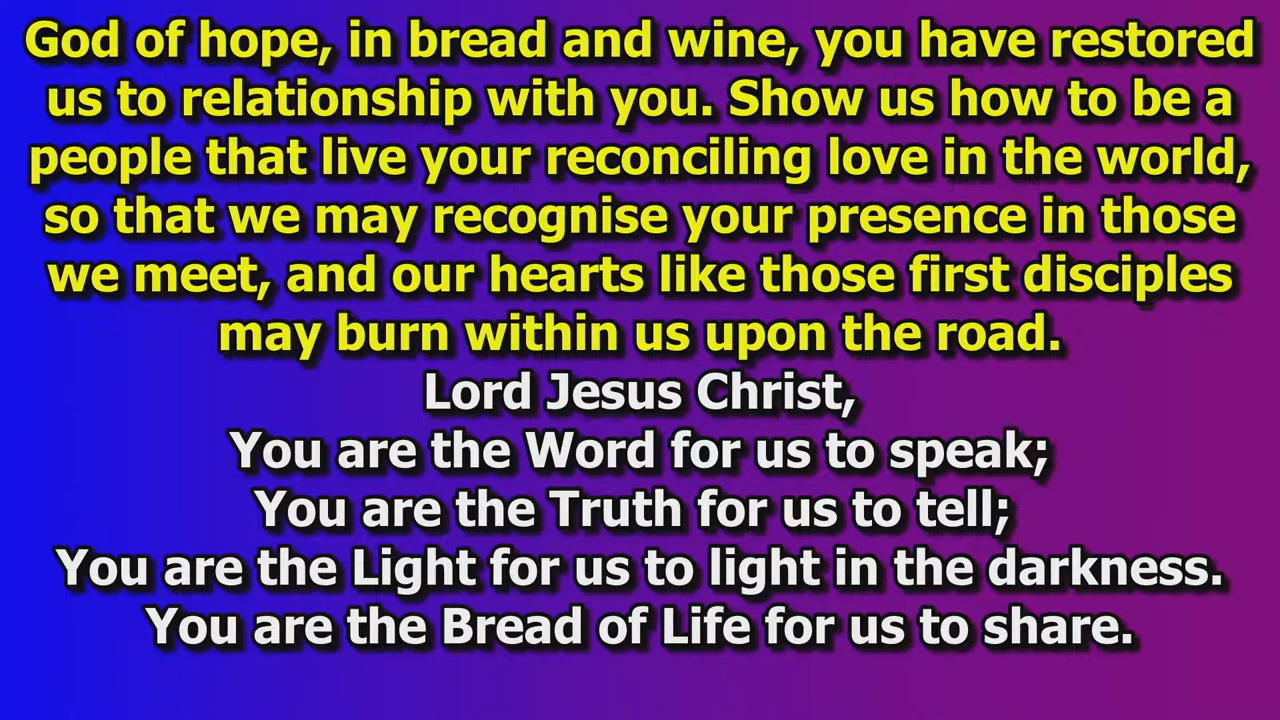 God of hope, in bread and wine, you have restored
us to relationship with you. Show us how to be a
people that live your reconciling love in the world,
so that we may recognise your presence in those
we meet, and our hearts like those first disciples
may burn within us upon the road.
Lord Jesus Christ,
You are the Word for us to speak;
You are the Truth for us to tell;
You are the Light for us to light in the darkness.
You are the Bread of Life for us to share.